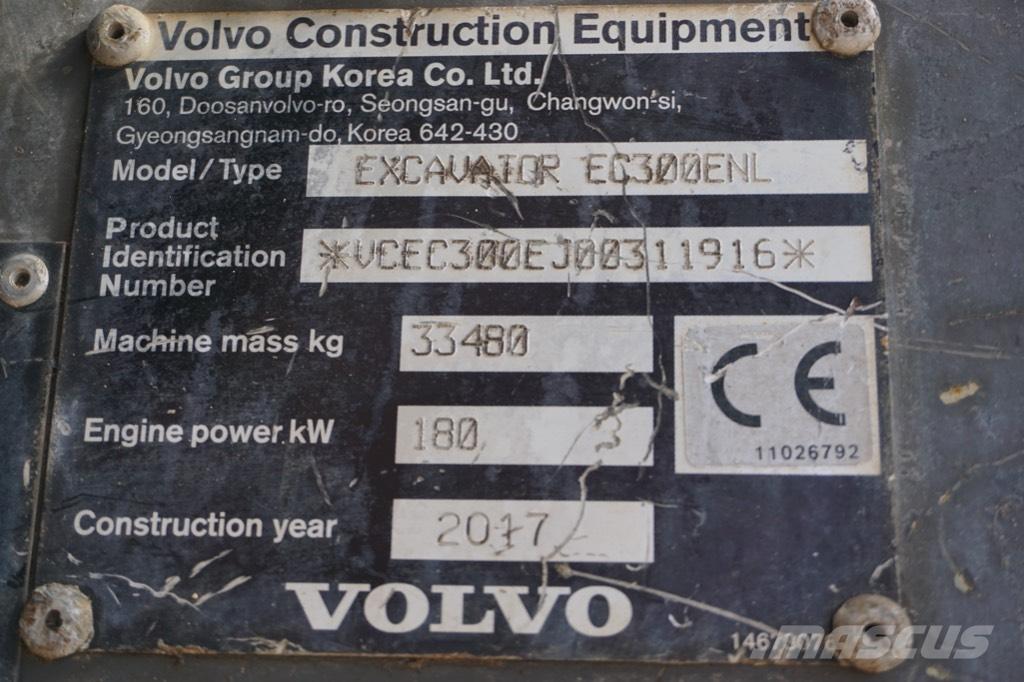 Volvo Construction Equipment
Volvo Group Korea Co. Ltd.
160, Doosanvolvo-ro, Seongsan-gu, Changwon-si,
Gyeongsangnam-do, Korea 642-430
Model/Type EXCAVATOR EC300ENL
Product
Identification
Number *VCEC300EJ00311916*
Machine mass kg 33480
Engine power kW 180
CE
11026792
Construction year 2017
VOLVO
MASCUS